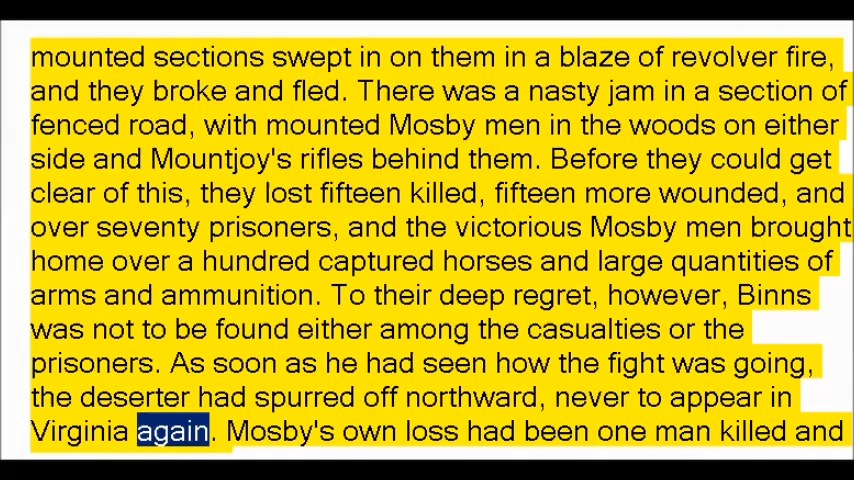 mounted sections swept in on them in a blaze of revolver fire,
and they broke and fled. There was a nasty jam in a section of
fenced road, with mounted Mosby men in the woods on either
side and Mountjoy's rifles behind them. Before they could get
clear of this, they lost fifteen killed, fifteen more wounded, and
over seventy prisoners, and the victorious Mosby men brought
home over a hundred captured horses and large quantities of
arms and ammunition. To their deep regret, however, Binns
was not to be found either among the casualties or the
prisoners. As soon as he had seen how the fight was going,
the deserter had spurred off northward, never to appear in
Virginia again. Mosby's own loss had been one man killed and